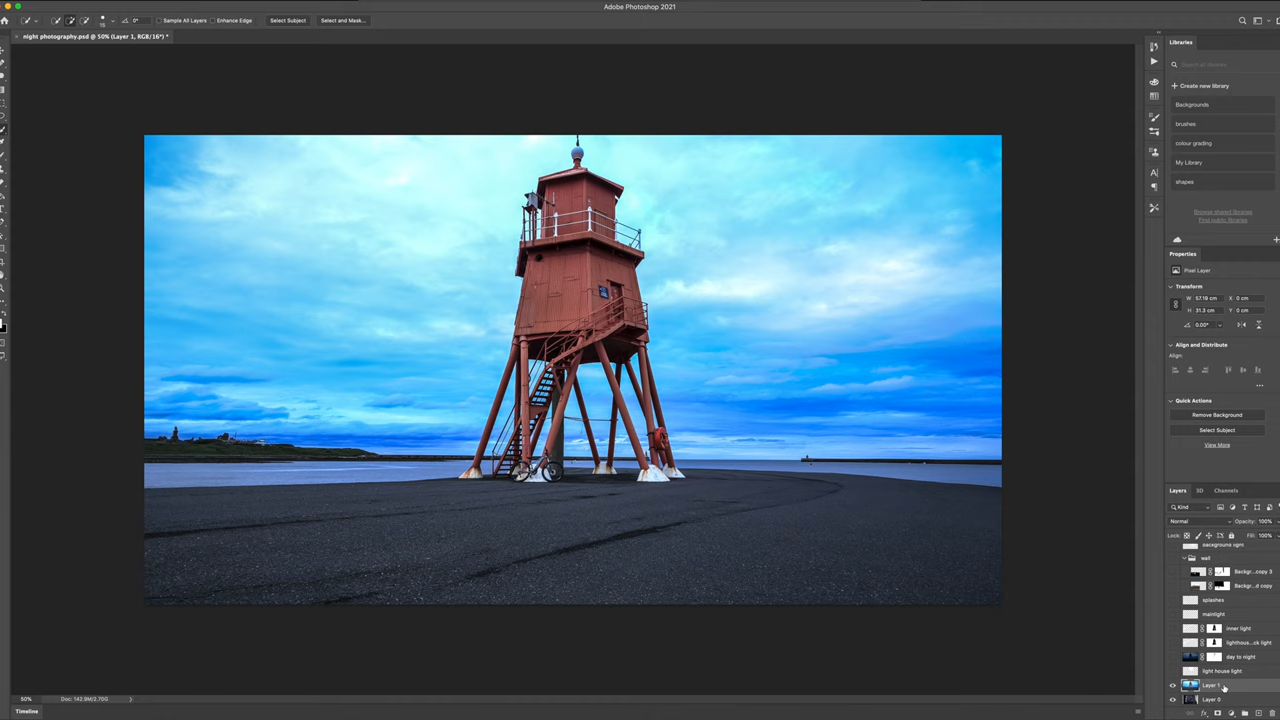 Adobe Photoshop 2021
15
0°
Sample All Layers
Enhance Edge
Select Subject
Select and Mask...
night photography.psd @ 50% (Layer 1, RGB/16*) *
Libraries
Search all libraries
Create new library
Backgrounds
brushes
colour grading
My Library
shapes
Browse shared libraries
Find public libraries
Properties
Pixel Layer
Transform
W 57.19 cm X 0 cm
H 31.3 cm Y 0 cm
0.00°
Align and Distribute
Align:
Quick Actions
Remove Background
Select Subject
View More
Layers 3D Channels
Kind
Normal Opacity: 100%
Lock: Fill: 100%
background light
wall
Backgr...copy 3
Backgr...d copy
splashes
mainlight
inner light
lighthous...ck light
day to night
light house light
Layer 1
Layer 0
50% Doc: 142.9M/2.70G
Timeline